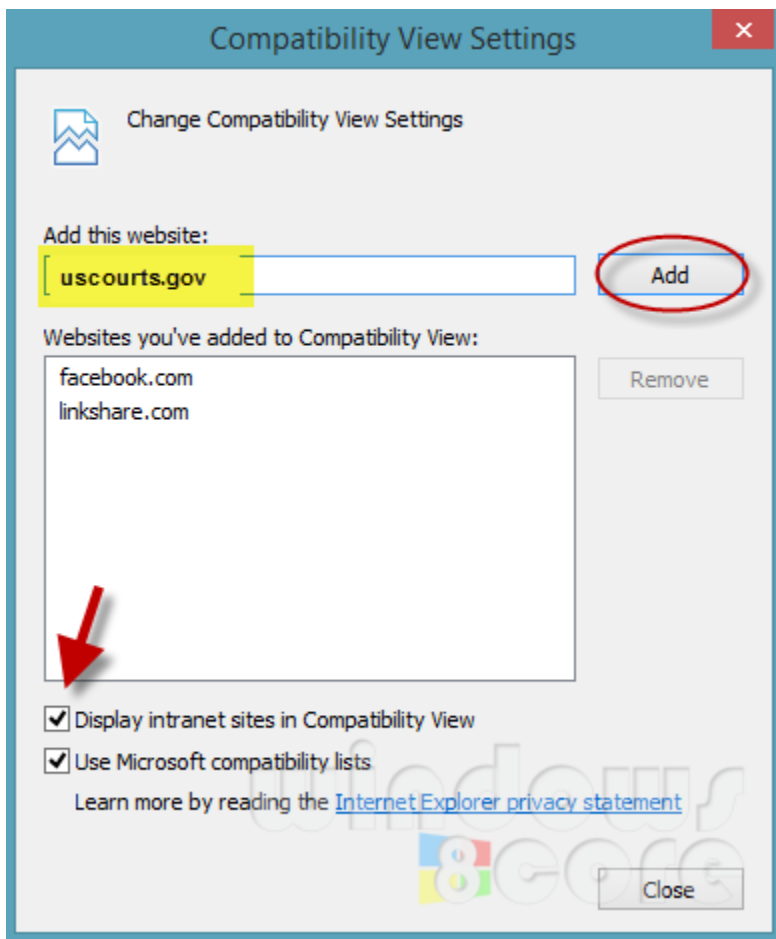 Compatibility View Settings
Change Compatibility View Settings
Add this website:
uscourts.gov
Add
Websites you've added to Compatibility View:
facebook.com
Remove
linkshare.com
Display intranet sites in Compatibility View
Use Microsoft compatibility lists
Learn more by reading the Internet Explorer privacy statement
windows
8core
Close